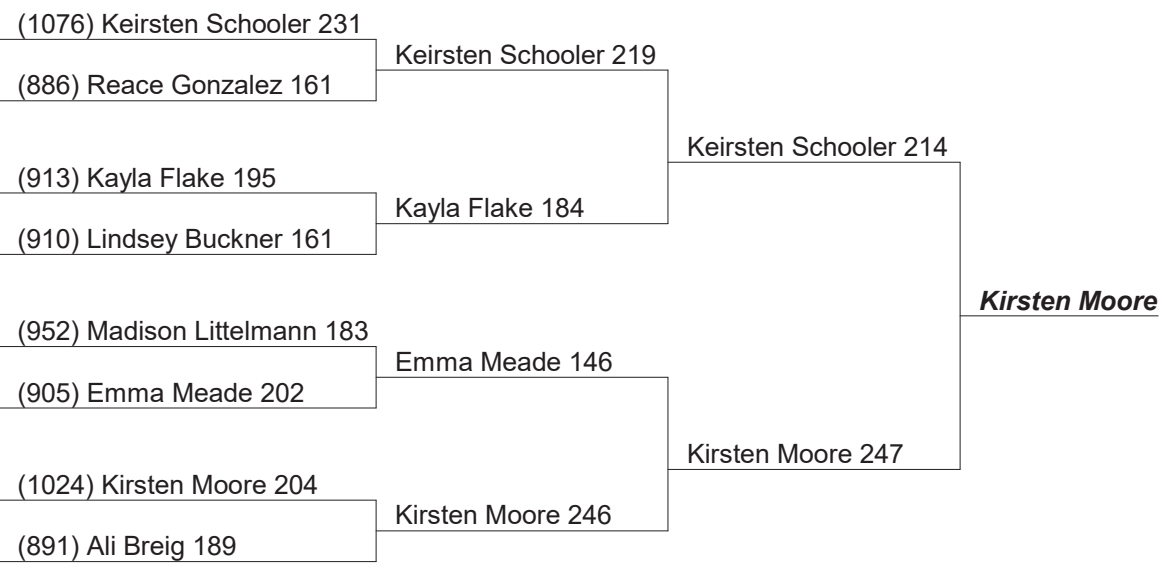 (1076) Keirsten Schooler 231
(886) Reace Gonzalez 161
(913) Kayla Flake 195
(910) Lindsey Buckner 161
(952) Madison Littelmann 183
(905) Emma Meade 202
(1024) Kirsten Moore 204
(891) Ali Breig 189
Keirsten Schooler 219
Kayla Flake 184
Emma Meade 146
Kirsten Moore 246
Keirsten Schooler 214
Kirsten Moore 247
Kirsten Moore